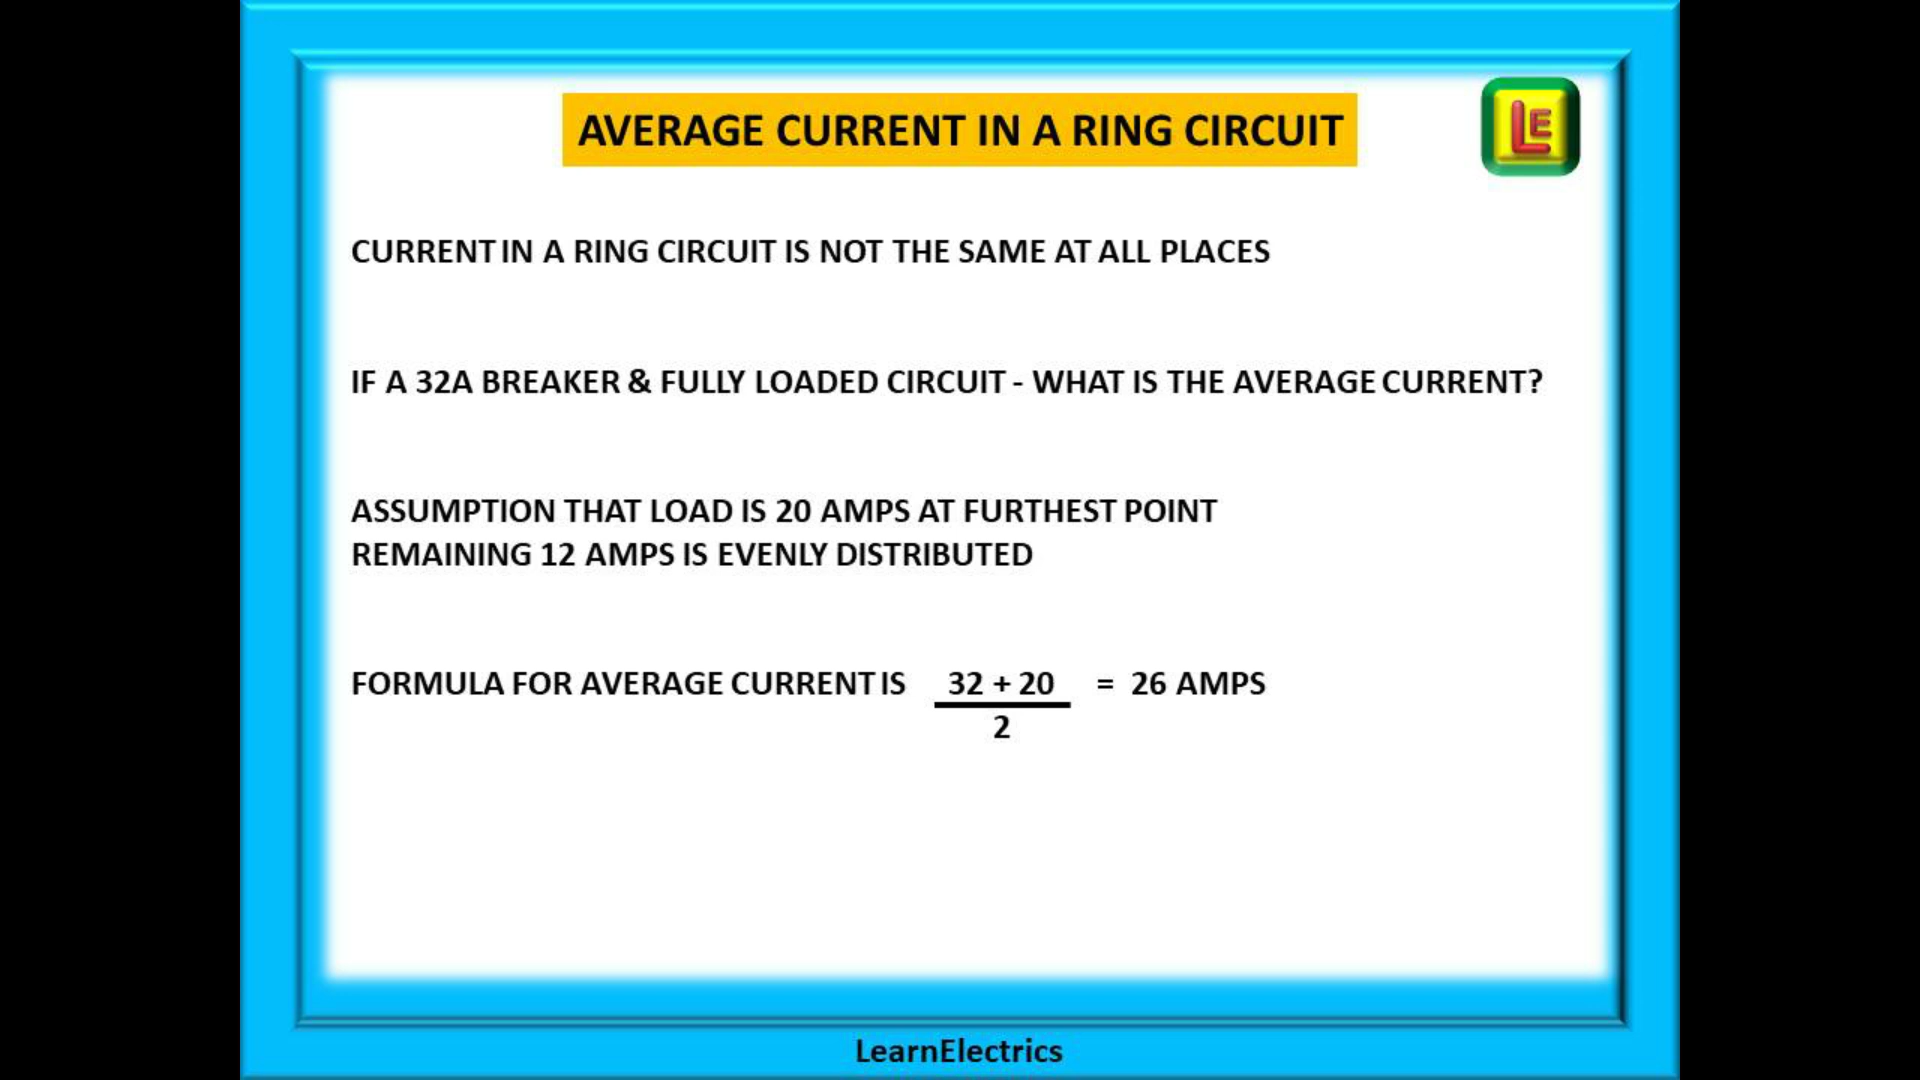 AVERAGE CURRENT IN A RING CIRCUIT
LE
CURRENT IN A RING CIRCUIT IS NOT THE SAME AT ALL PLACES
IF A 32A BREAKER & FULLY LOADED CIRCUIT - WHAT IS THE AVERAGE CURRENT?
ASSUMPTION THAT LOAD IS 20 AMPS AT FURTHEST POINT
REMAINING 12 AMPS IS EVENLY DISTRIBUTED
FORMULA FOR AVERAGE CURRENT IS 32 + 20 = 26 AMPS
2
LearnElectrics